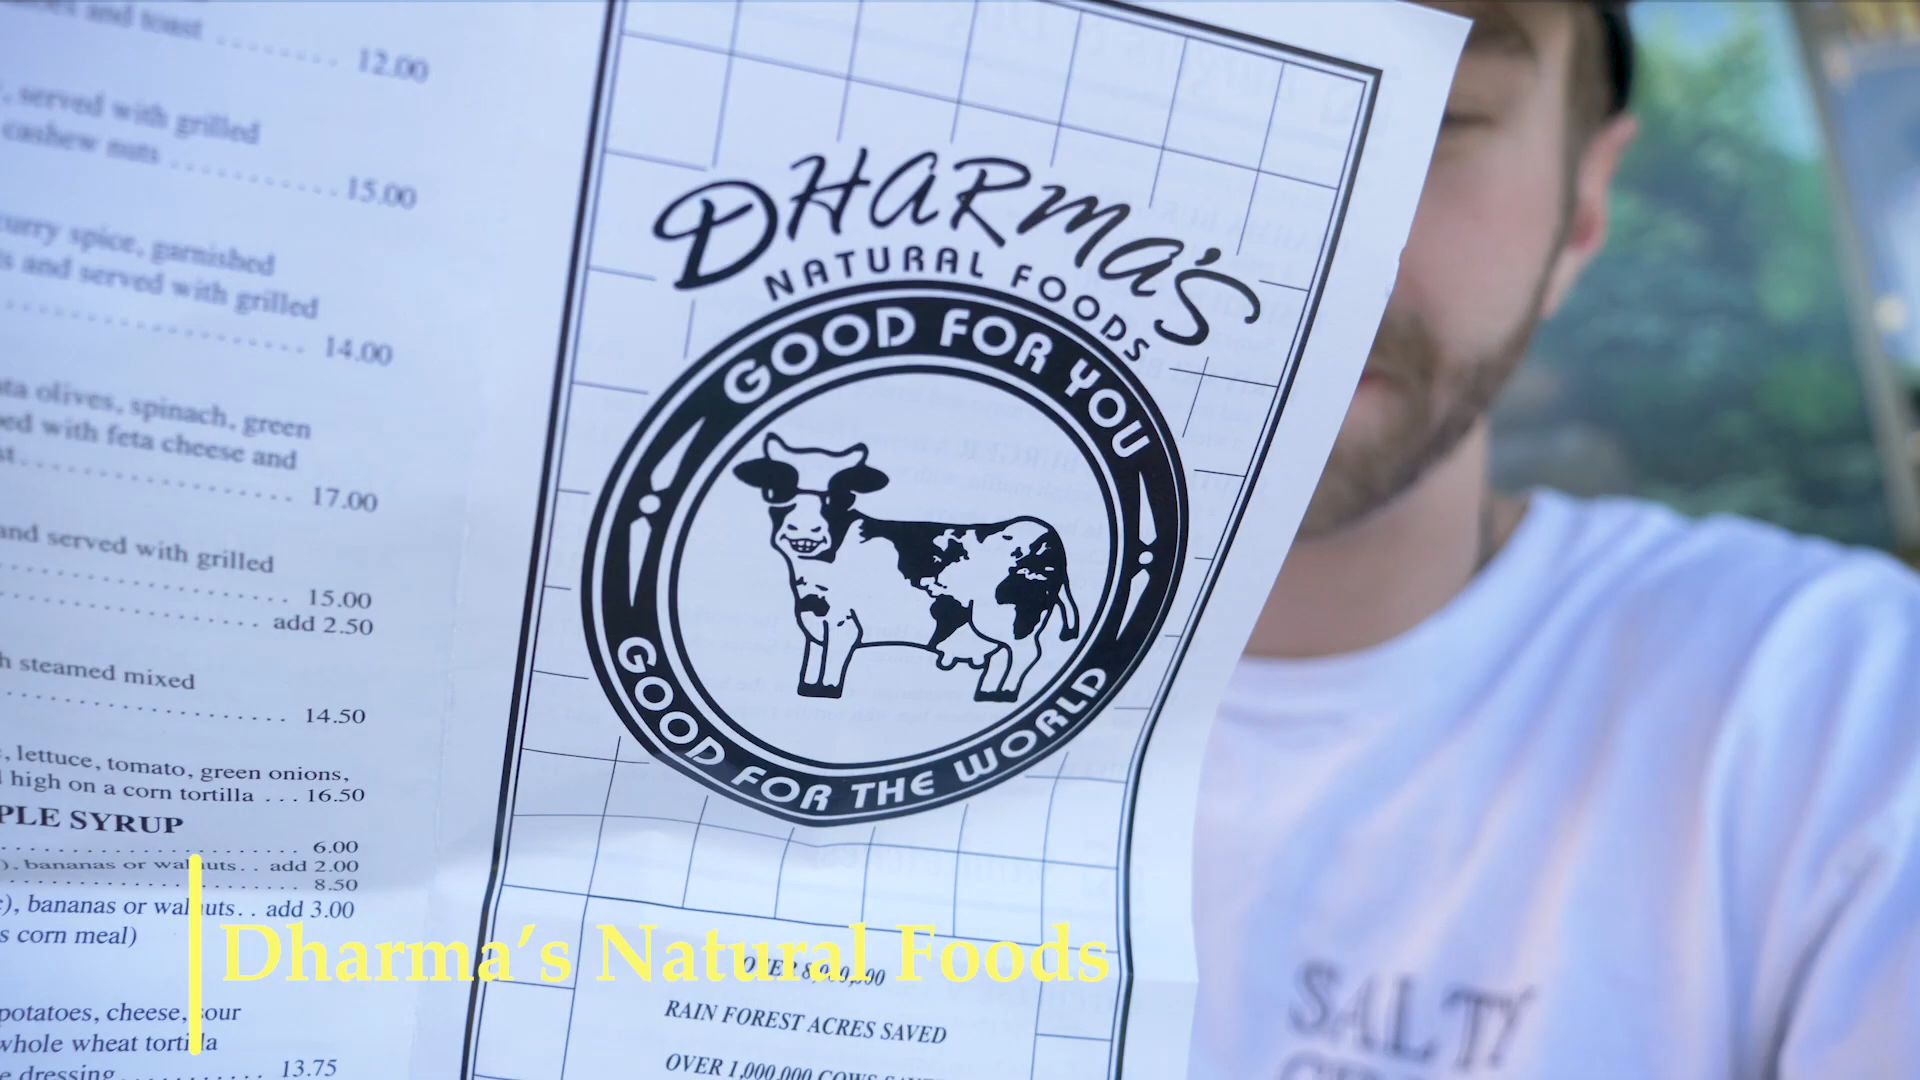 and toast ........ 12.00
, served with grilled
cashew nuts ............ 15.00
curry spice, garnished
and served with grilled
........................ 14.00
olives, spinach, green
with feta cheese and
........................ 17.00
and served with grilled
........................ 15.00
........................ add 2.50
steamed mixed
........................ 14.50
, lettuce, tomato, green onions,
high on a corn tortilla ... 16.50
SYRUP
........................ 6.00
), bananas or walnuts.. add 2.00
........................ 8.50
), bananas or walnuts.. add 3.00
corn meal)
potatoes, cheese, sour
whole wheat tortilla
dressing................ 13.75
DHARMA'S
NATURAL FOODS
GOOD FOR YOU
GOOD FOR THE WORLD
OVER
RAIN FOREST ACRES SAVED
OVER 1,000,000 COWS
Dharma's Natural Foods
SALTY